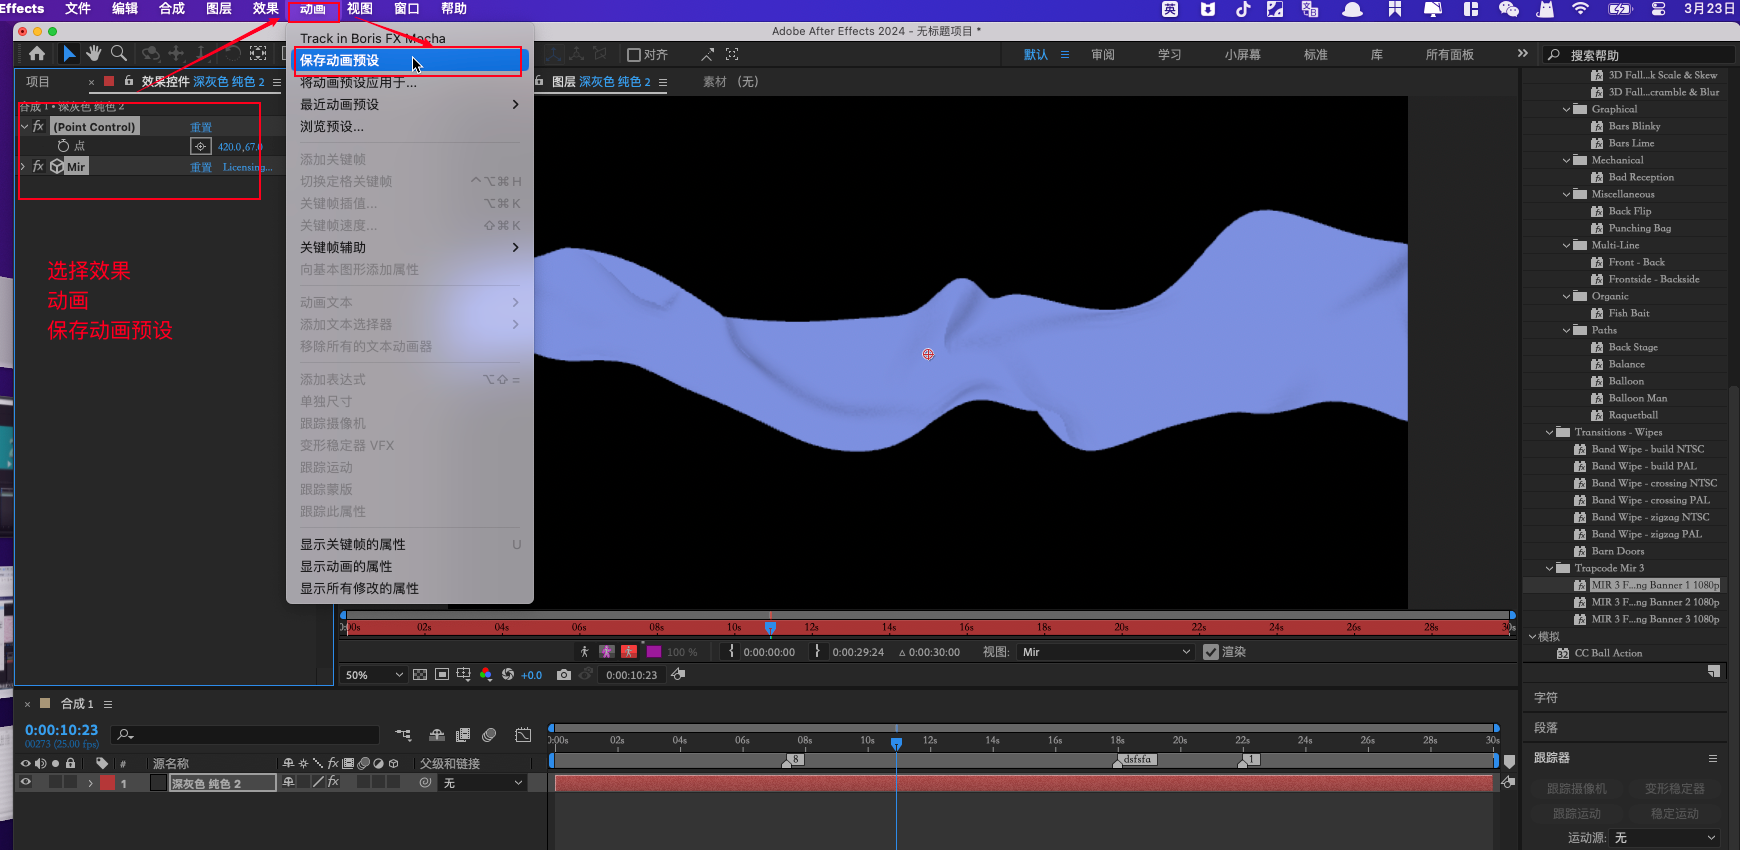 Effects 文件 编辑 合成 图层 效果 动画 视图 窗口 帮助
英 3月23日
Adobe After Effects 2024 - 无标题项目 *
对齐 默认 审阅 学习 小屏幕 标准 库 所有面板 搜索帮助
项目 效果控件 深灰色 纯色 2
图层 深灰色 纯色 2 素材 (无)
合成 1 • 深灰色 纯色 2
fx (Point Control) 重置
点 420.0,67.0
fx Mir 重置 Licensing...
选择效果
动画
保存动画预设
Track in Boris FX Mocha
保存动画预设
将动画预设应用于...
最近动画预设
浏览预设...
添加关键帧
切换定格关键帧 ^⌥⌘H
关键帧插值... ⌥⌘K
关键帧速度... ⇧⌘K
关键帧辅助
向基本图形添加属性
动画文本
添加文本选择器
移除所有的文本动画器
添加表达式 ⌥⇧=
单独尺寸
跟踪摄像机
变形稳定器 VFX
跟踪运动
跟踪蒙版
跟踪此属性
显示关键帧的属性 U
显示动画的属性
显示所有修改的属性
3D Fall...k Scale & Skew
3D Fall...cramble & Blur
Graphical
Bars Blinky
Bars Lime
Mechanical
Bad Reception
Miscellaneous
Back Flip
Punching Bag
Multi-Line
Front - Back
Frontside - Backside
Organic
Fish Bait
Paths
Back Stage
Balance
Balloon
Balloon Man
Raquetball
Transitions - Wipes
Band Wipe - build NTSC
Band Wipe - build PAL
Band Wipe - crossing NTSC
Band Wipe - crossing PAL
Band Wipe - zigzag NTSC
Band Wipe - zigzag PAL
Barn Doors
Trapcode Mir 3
MIR 3 F...ng Banner 1 1080p
MIR 3 F...ng Banner 2 1080p
MIR 3 F...ng Banner 3 1080p
模拟
32 CC Ball Action
字符
段落
跟踪器
跟踪摄像机 变形稳定器
跟踪运动 稳定运动
运动源: 无
00s 02s 04s 06s 08s 10s 12s 14s 16s 18s 20s 22s 24s 26s 28s
100 % 0:00:00:00 0:00:29:24 Δ 0:00:30:00 视图: Mir 渲染
50% +0.0 0:00:10:23
合成 1
0:00:10:23
00273 (25.00 fps)
:00s 02s 04s 06s 08s 10s 12s 14s 16s 18s 20s 22s 24s 26s 28s 30s
8 dsfsfa 1
# 源名称 fx 父级和链接
1 深灰色 纯色 2 fx 无